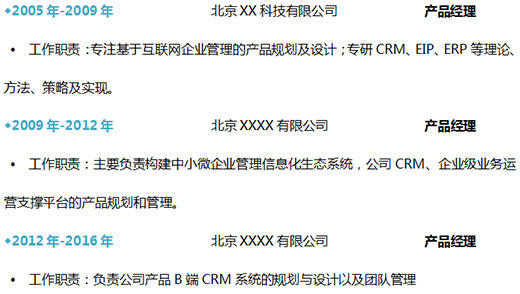 ◆2005 年-2009 年 北京 XX 科技有限公司 产品经理
• 工作职责：专注基于互联网企业管理的产品规划及设计；专研 CRM、EIP、ERP 等理论、
方法、策略及实现。
◆2009 年-2012 年 北京 XXXX 有限公司 产品经理
• 工作职责：主要负责构建中小微企业管理信息化生态系统，公司 CRM、企业级业务运
营支撑平台的产品规划和管理。
◆2012 年-2016 年 北京 XXXX 有限公司 产品经理
• 工作职责：负责公司产品 B 端 CRM 系统的规划与设计以及团队管理